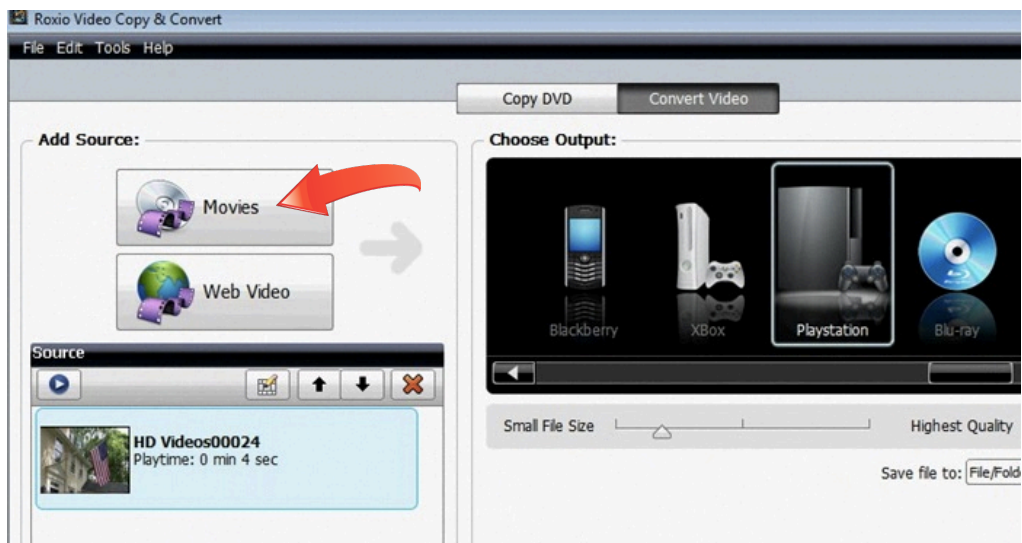 Roxio Video Copy & Convert
File Edit Tools Help
Copy DVD Convert Video
Add Source:
Movies
Web Video
Source
HD Videos00024
Playtime: 0 min 4 sec
Choose Output:
Blackberry XBox Playstation Blu-ray
Small File Size Highest Quality
Save file to: File/Fold